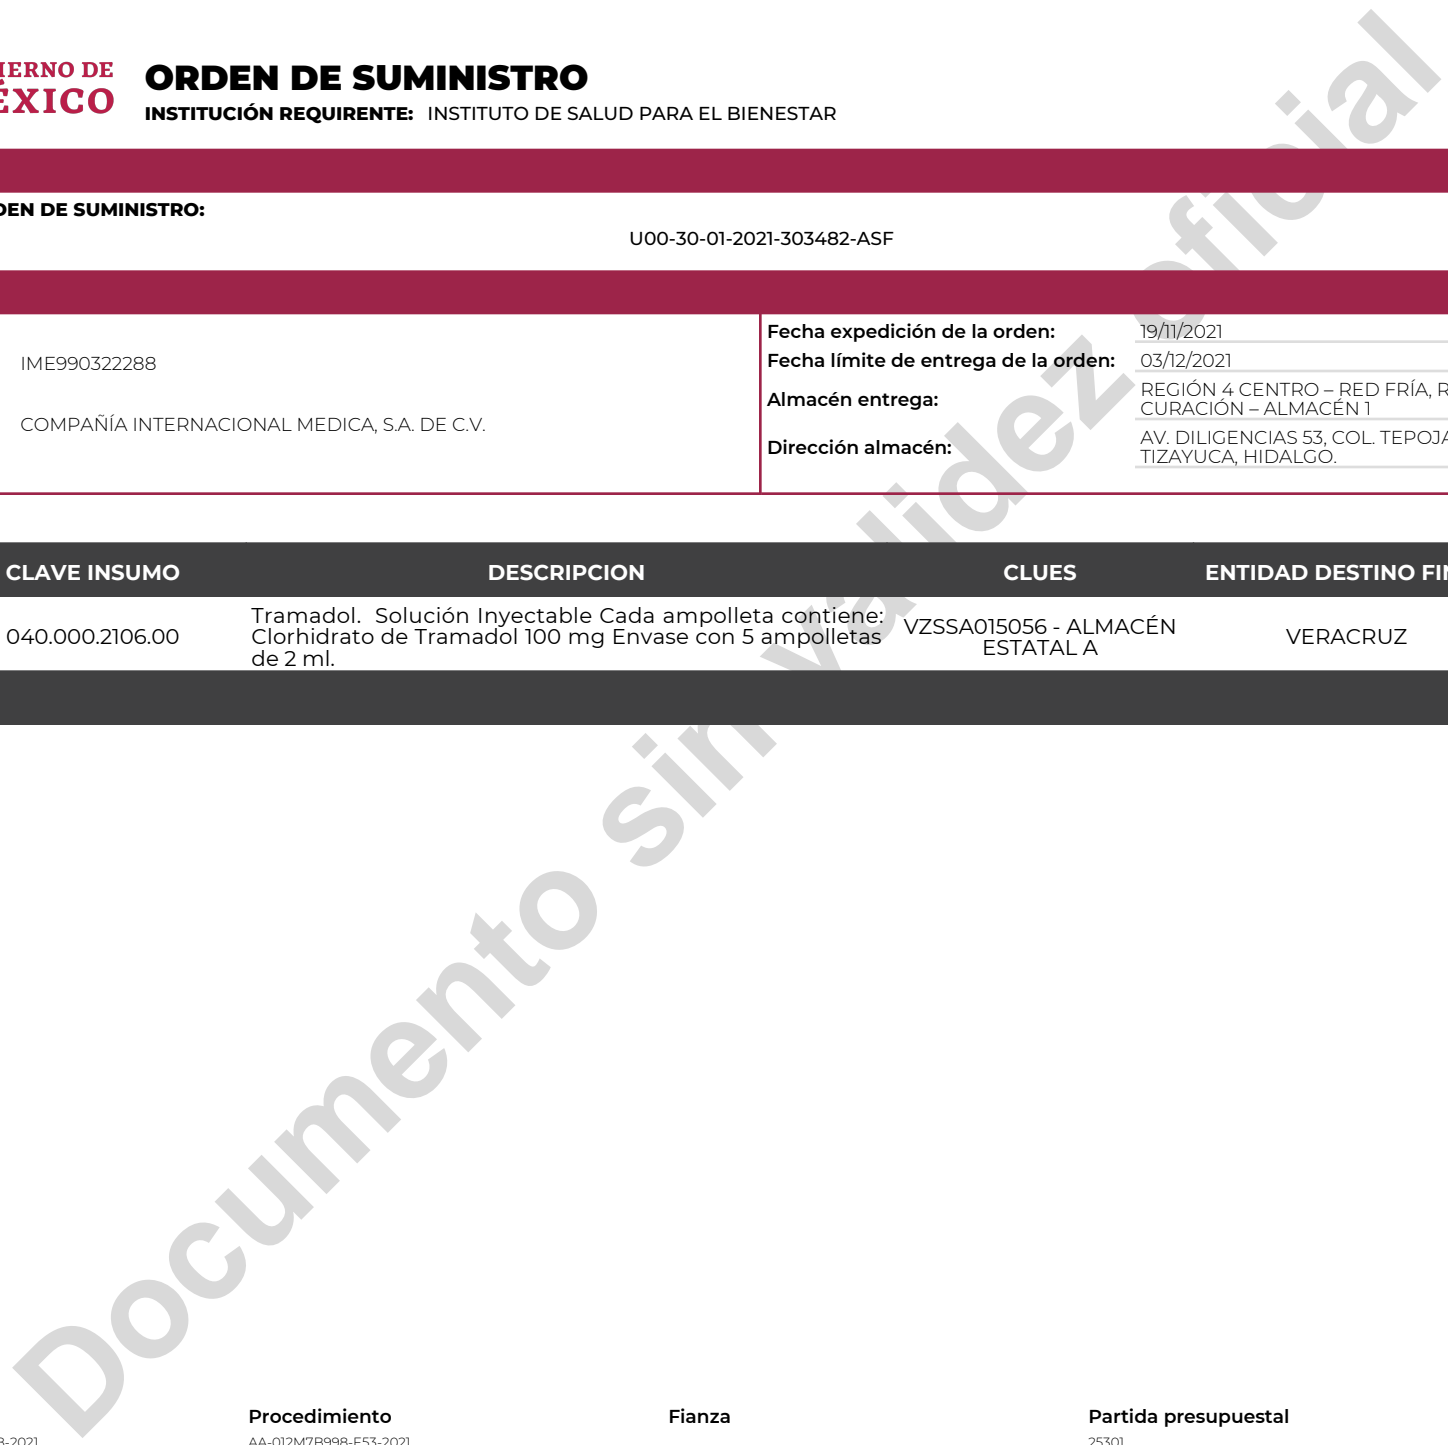 ORDEN DE SUMINISTRO
INSTITUCIÓN REQUIRENTE: INSTITUTO DE SALUD PARA EL BIENESTAR
DE
DE SUMINISTRO:
U00-30-01-2021-303482-ASF
IME990322288
COMPAÑÍA INTERNACIONAL MEDICA, S.A. DE C.V.
Fecha expedición de la orden: 19/11/2021
Fecha límite de entrega de la orden: 03/12/2021
Almacén entrega: REGIÓN 4 CENTRO – RED FRÍA,
CURACIÓN – ALMACÉN 1
Dirección almacén: AV. DILIGENCIAS 53, COL.
TIZAYUCA, HIDALGO.
CLAVE INSUMO DESCRIPCION CLUES ENTIDAD DESTINO
040.000.2106.00
Tramadol. Solución Inyectable Cada ampolleta contiene:
Clorhidrato de Tramadol 100 mg Envase con 5 ampolletas
de 2 ml.
VZSSA015056 - ALMACÉN
ESTATAL A
VERACRUZ
Documento sin validez oficial
Procedimiento Fianza Partida presupuestal
AA-012M7B998-E53-2021 25301